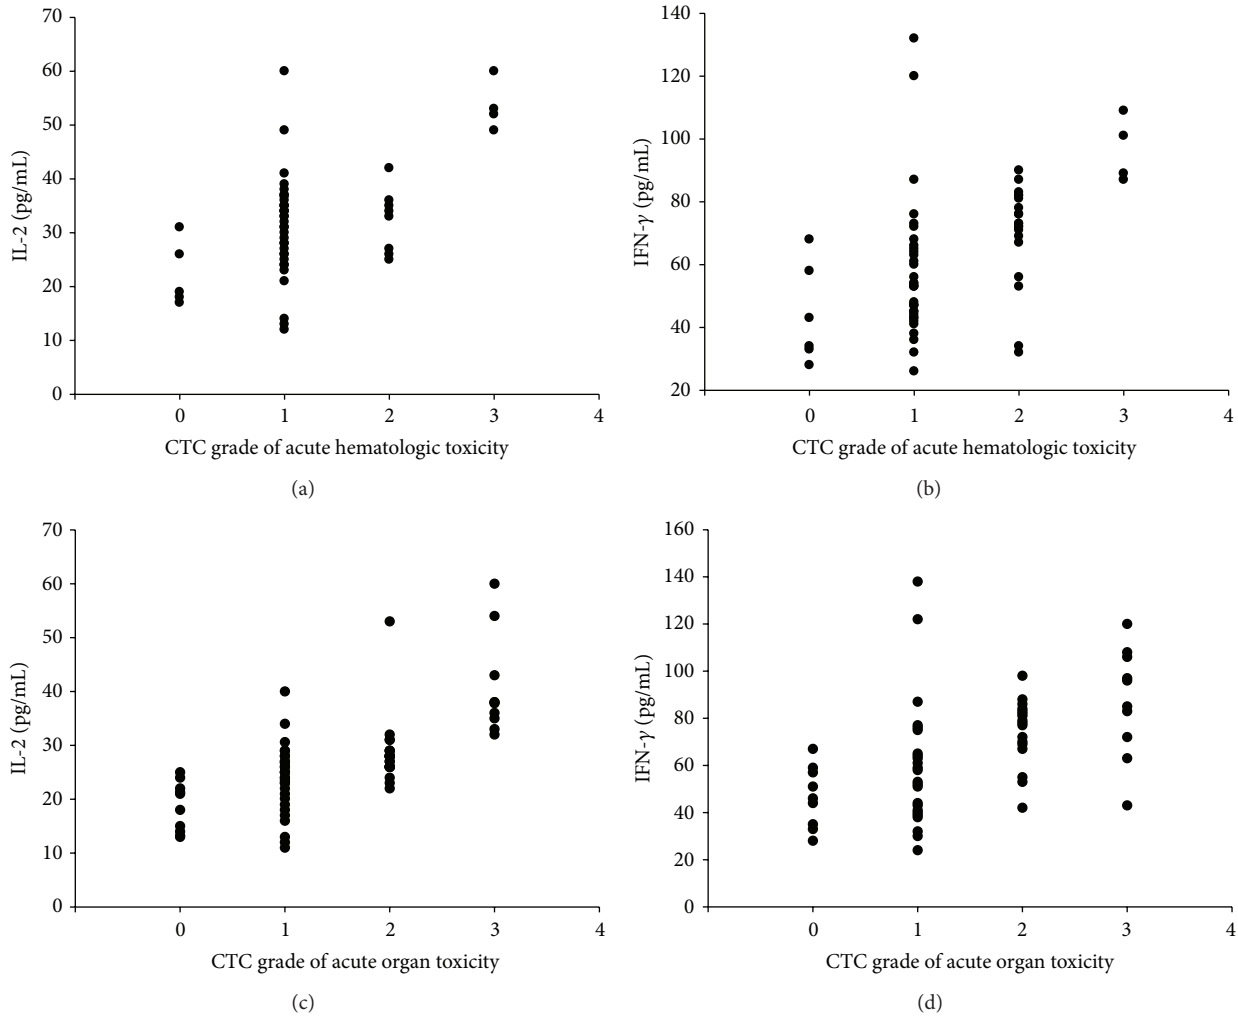 70
60
50
40
30
20
10
0
IL-2 (pg/mL)
0 1 2 3 4
CTC grade of acute hematologic toxicity
(a)
140
120
100
80
60
40
20
IFN-γ (pg/mL)
0 1 2 3 4
CTC grade of acute hematologic toxicity
(b)
70
60
50
40
30
20
10
0
IL-2 (pg/mL)
0 1 2 3 4
CTC grade of acute organ toxicity
(c)
160
140
120
100
80
60
40
20
0
IFN-γ (pg/mL)
0 1 2 3 4
CTC grade of acute organ toxicity
(d)